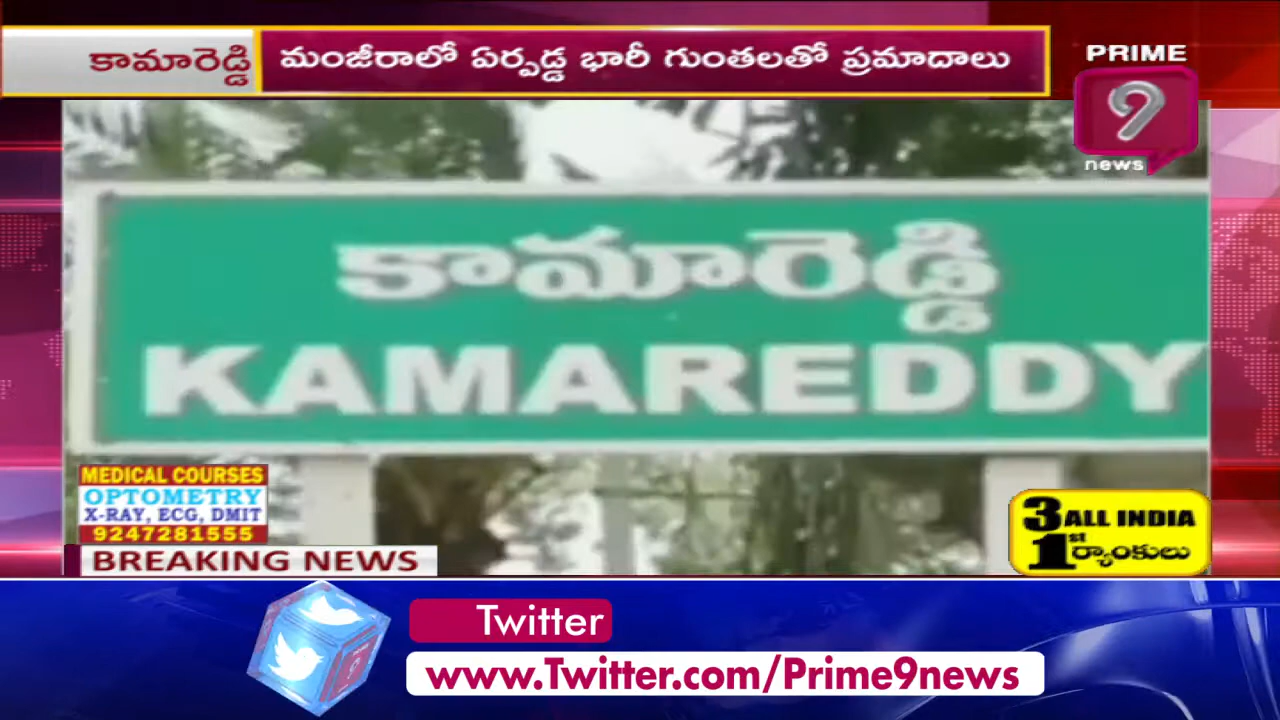 కామారెడ్డి
మంజీరాలో ఏర్పడ్డ భారీ గుంతలతో ప్రమాదాలు
PRIME
9
news
కామారెడ్డి
KAMAREDDY
MEDICAL COURSES
OPTOMETRY
X-RAY, ECG, DMIT
9247281555
3 ALL INDIA
1st ర్యాంకులు
BREAKING NEWS
Twitter
www.Twitter.com/Prime9news